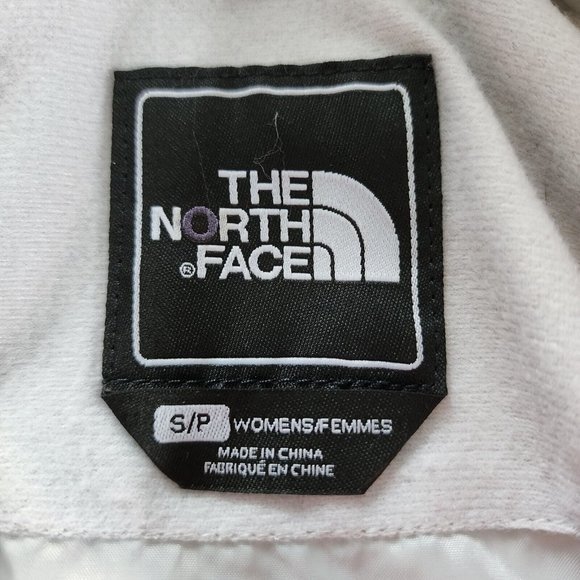 THE
NORTH
® FACE
S/P WOMENS/FEMMES
MADE IN CHINA
FABRIQUÉ EN CHINE